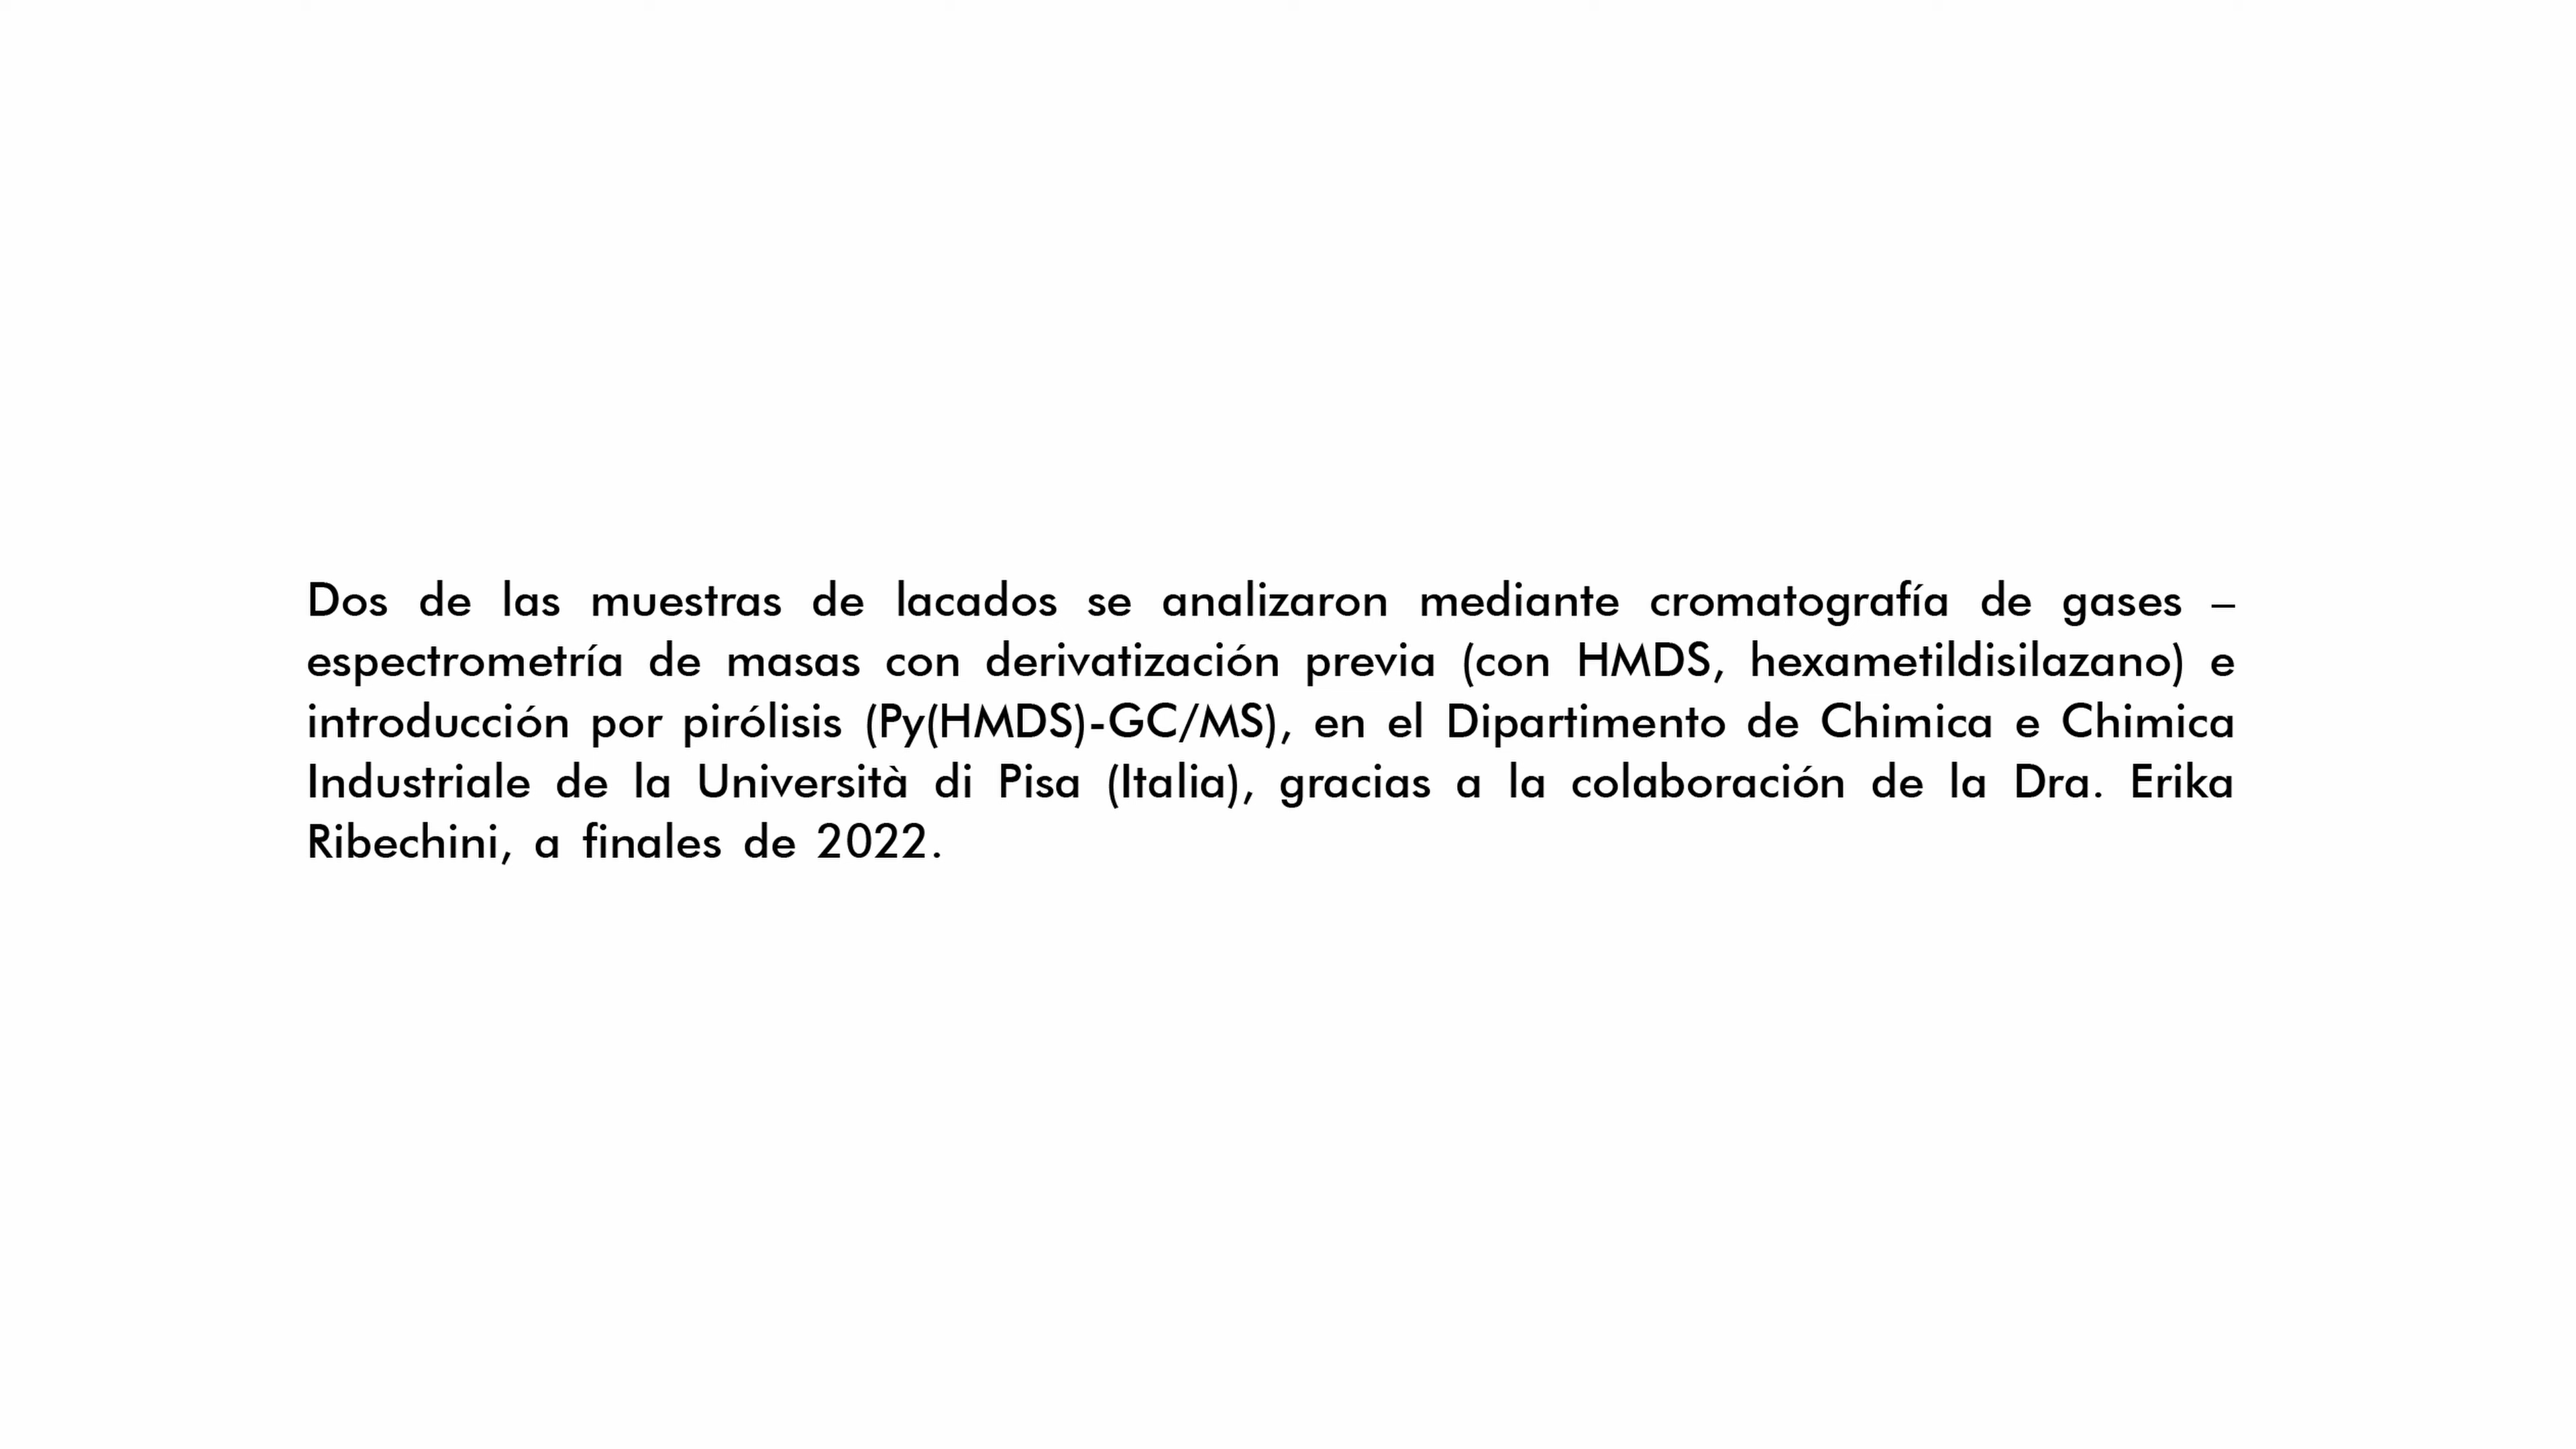 Dos de las muestras de lacados se analizaron mediante cromatografía de gases –
espectrometría de masas con derivatización previa (con HMDS, hexametildisilazano) e
introducción por pirólisis (Py(HMDS)-GC/MS), en el Dipartimento de Chimica e Chimica
Industriale de la Università di Pisa (Italia), gracias a la colaboración de la Dra. Erika
Ribechini, a finales de 2022.